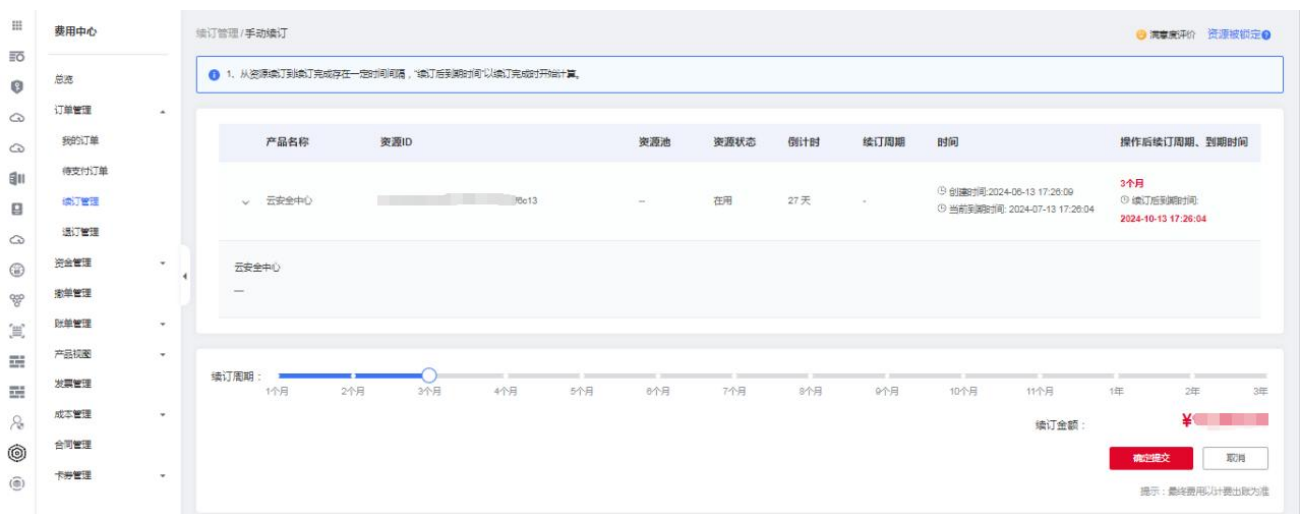 费用中心
总览
订单管理
我的订单
待支付订单
续订管理
退订管理
资金管理
撤单管理
账单管理
产品视图
发票管理
成本管理
合同管理
卡券管理
续订管理/手动续订
满意度评价 资源被锁定
1、从资源续订到续订完成存在一定时间间隔，"续订后到期时间"以续订完成时开始计算。
产品名称 资源ID 资源池 资源状态 倒计时 续订周期 时间 操作后续订周期、到期时间
云安全中心 f6c13 -- 在用 27 天 - 创建时间:2024-06-13 17:26:09
当前到期时间: 2024-07-13 17:26:04
3个月
续订后到期时间:
2024-10-13 17:26:04
云安全中心
—
续订周期：
1个月 2个月 3个月 4个月 5个月 6个月 7个月 8个月 9个月 10个月 11个月 1年 2年 3年
续订金额： ¥
确定提交 取消
提示：最终费用以计费出账为准